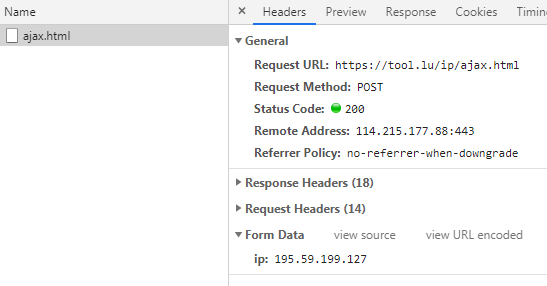 Name
ajax.html
× Headers Preview Response Cookies Timing
General
Request URL: https://tool.lu/ip/ajax.html
Request Method: POST
Status Code: 200
Remote Address: 114.215.177.88:443
Referrer Policy: no-referrer-when-downgrade
Response Headers (18)
Request Headers (14)
Form Data view source view URL encoded
ip: 195.59.199.127